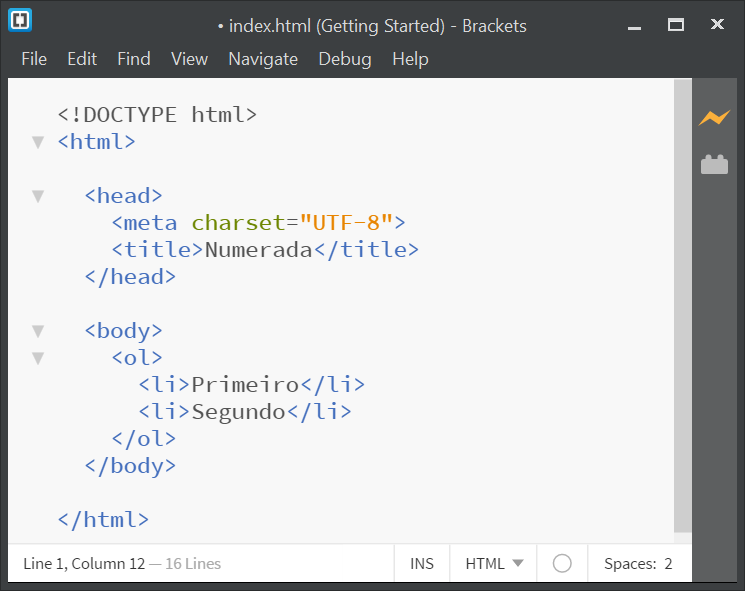 • index.html (Getting Started) - Brackets
File Edit Find View Navigate Debug Help
<!DOCTYPE html>
<html>
<head>
<meta charset="UTF-8">
<title>Numerada</title>
</head>
<body>
<ol>
<li>Primeiro</li>
<li>Segundo</li>
</ol>
</body>
</html>
Line 1, Column 12 — 16 Lines INS HTML Spaces: 2